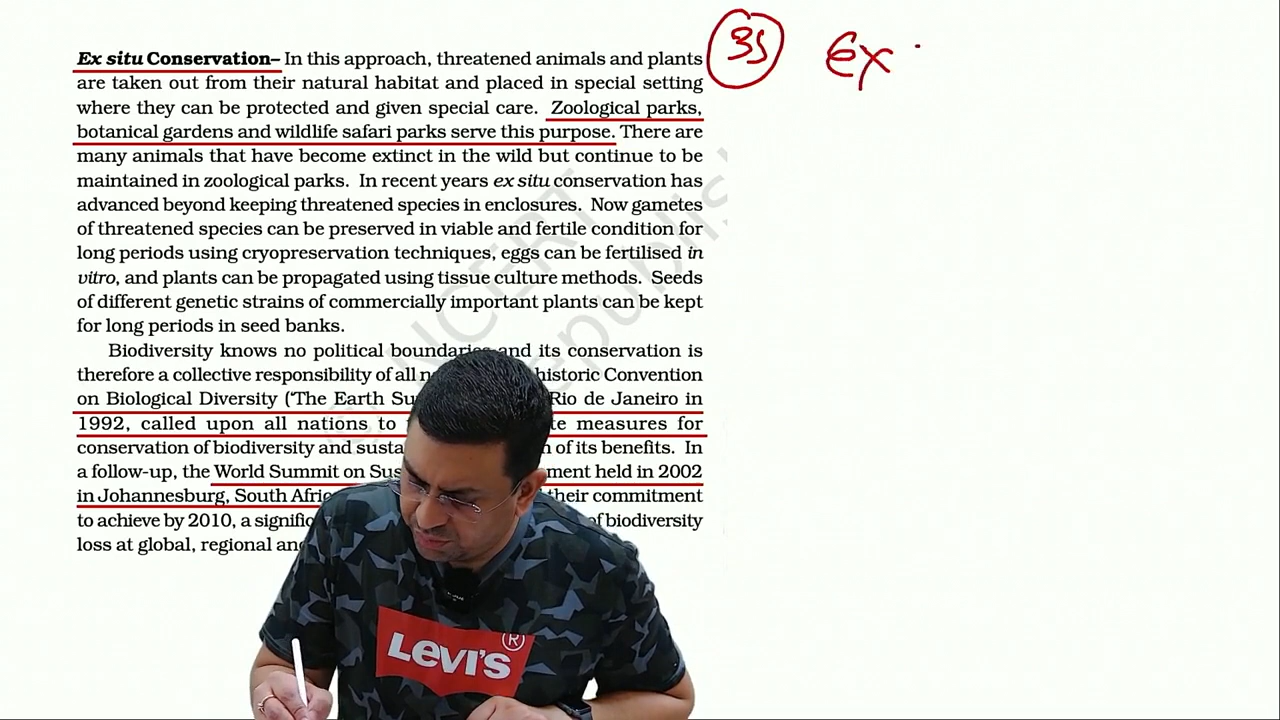 Ex situ Conservation– In this approach, threatened animals and plants
are taken out from their natural habitat and placed in special setting
where they can be protected and given special care. Zoological parks,
botanical gardens and wildlife safari parks serve this purpose. There are
many animals that have become extinct in the wild but continue to be
maintained in zoological parks. In recent years ex situ conservation has
advanced beyond keeping threatened species in enclosures. Now gametes
of threatened species can be preserved in viable and fertile condition for
long periods using cryopreservation techniques, eggs can be fertilised in
vitro, and plants can be propagated using tissue culture methods. Seeds
of different genetic strains of commercially important plants can be kept
for long periods in seed banks.
Biodiversity knows no political boundaries and its conservation is
therefore a collective responsibility of all historic Convention
on Biological Diversity ('The Earth Rio de Janeiro in
1992, called upon all nations to measures for
conservation of biodiversity and of its benefits. In
a follow-up, the World Summit on held in 2002
in Johannesburg, South their commitment
to achieve by 2010, a of biodiversity
loss at global, regional
35 Ex
© NCERT
LEVI'S ®